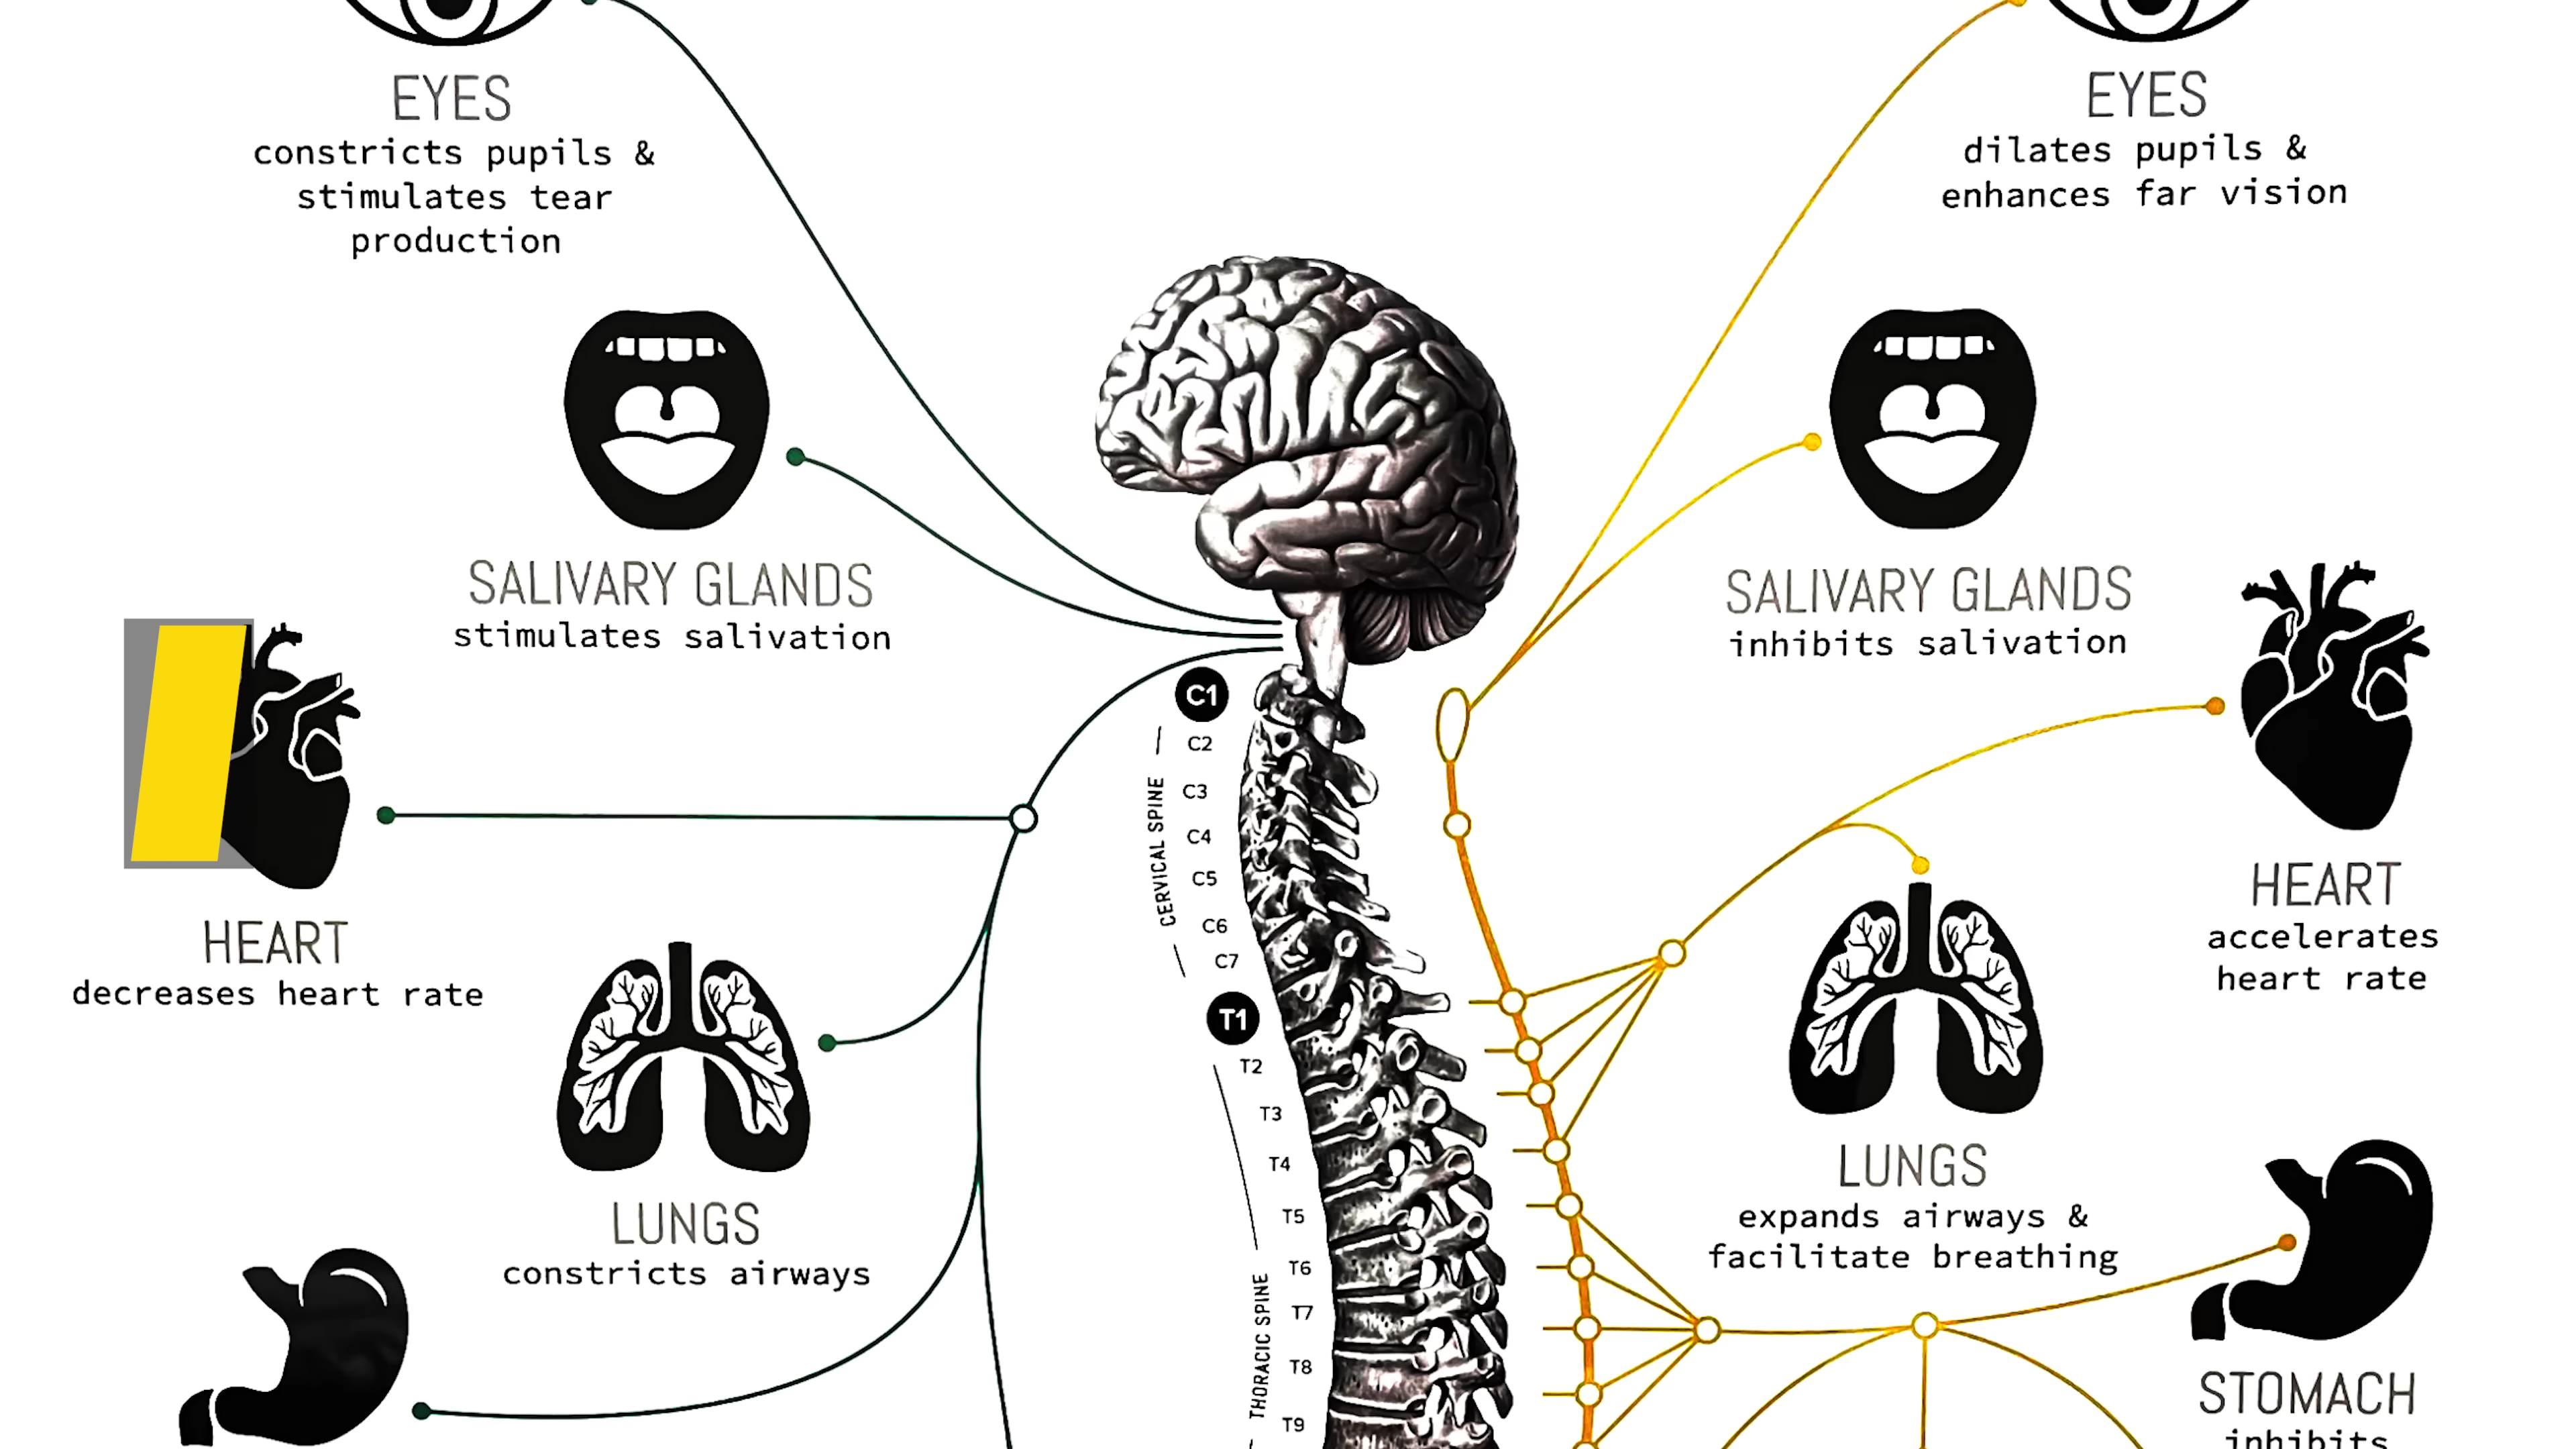 EYES
constricts pupils &
stimulates tear
production
SALIVARY GLANDS
stimulates salivation
HEART
decreases heart rate
LUNGS
constricts airways
C1
C2
C3
C4
C5
C6
C7
CERVICAL SPINE
T1
T2
T3
T4
T5
T6
T7
T8
T9
THORACIC SPINE
EYES
dilates pupils &
enhances far vision
SALIVARY GLANDS
inhibits salivation
HEART
accelerates
heart rate
LUNGS
expands airways &
facilitate breathing
STOMACH
inhibits